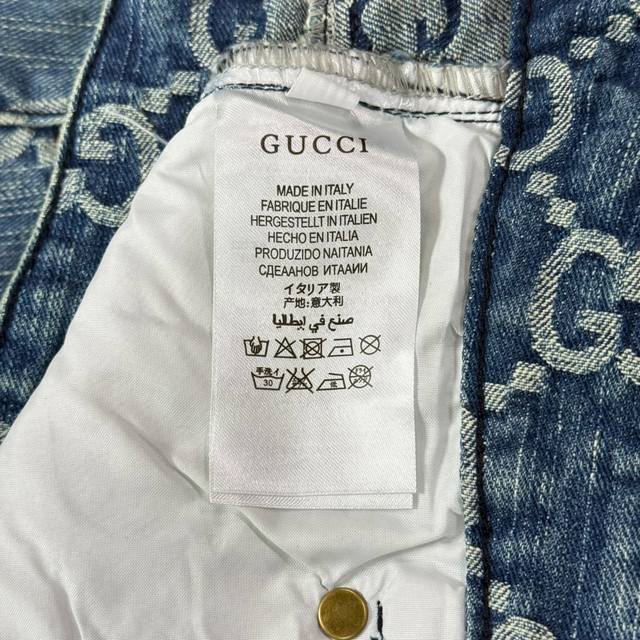 GUCCI
MADE IN ITALY
FABRIQUE EN ITALIE
HERGESTELLT IN ITALIEN
HECHO EN ITALIA
PRODUZIDO NAITANIA
СДЕААНОВ ИТААИИ
イタリア製
产地:意大利
صنع في إيطاليا
手洗イ
30